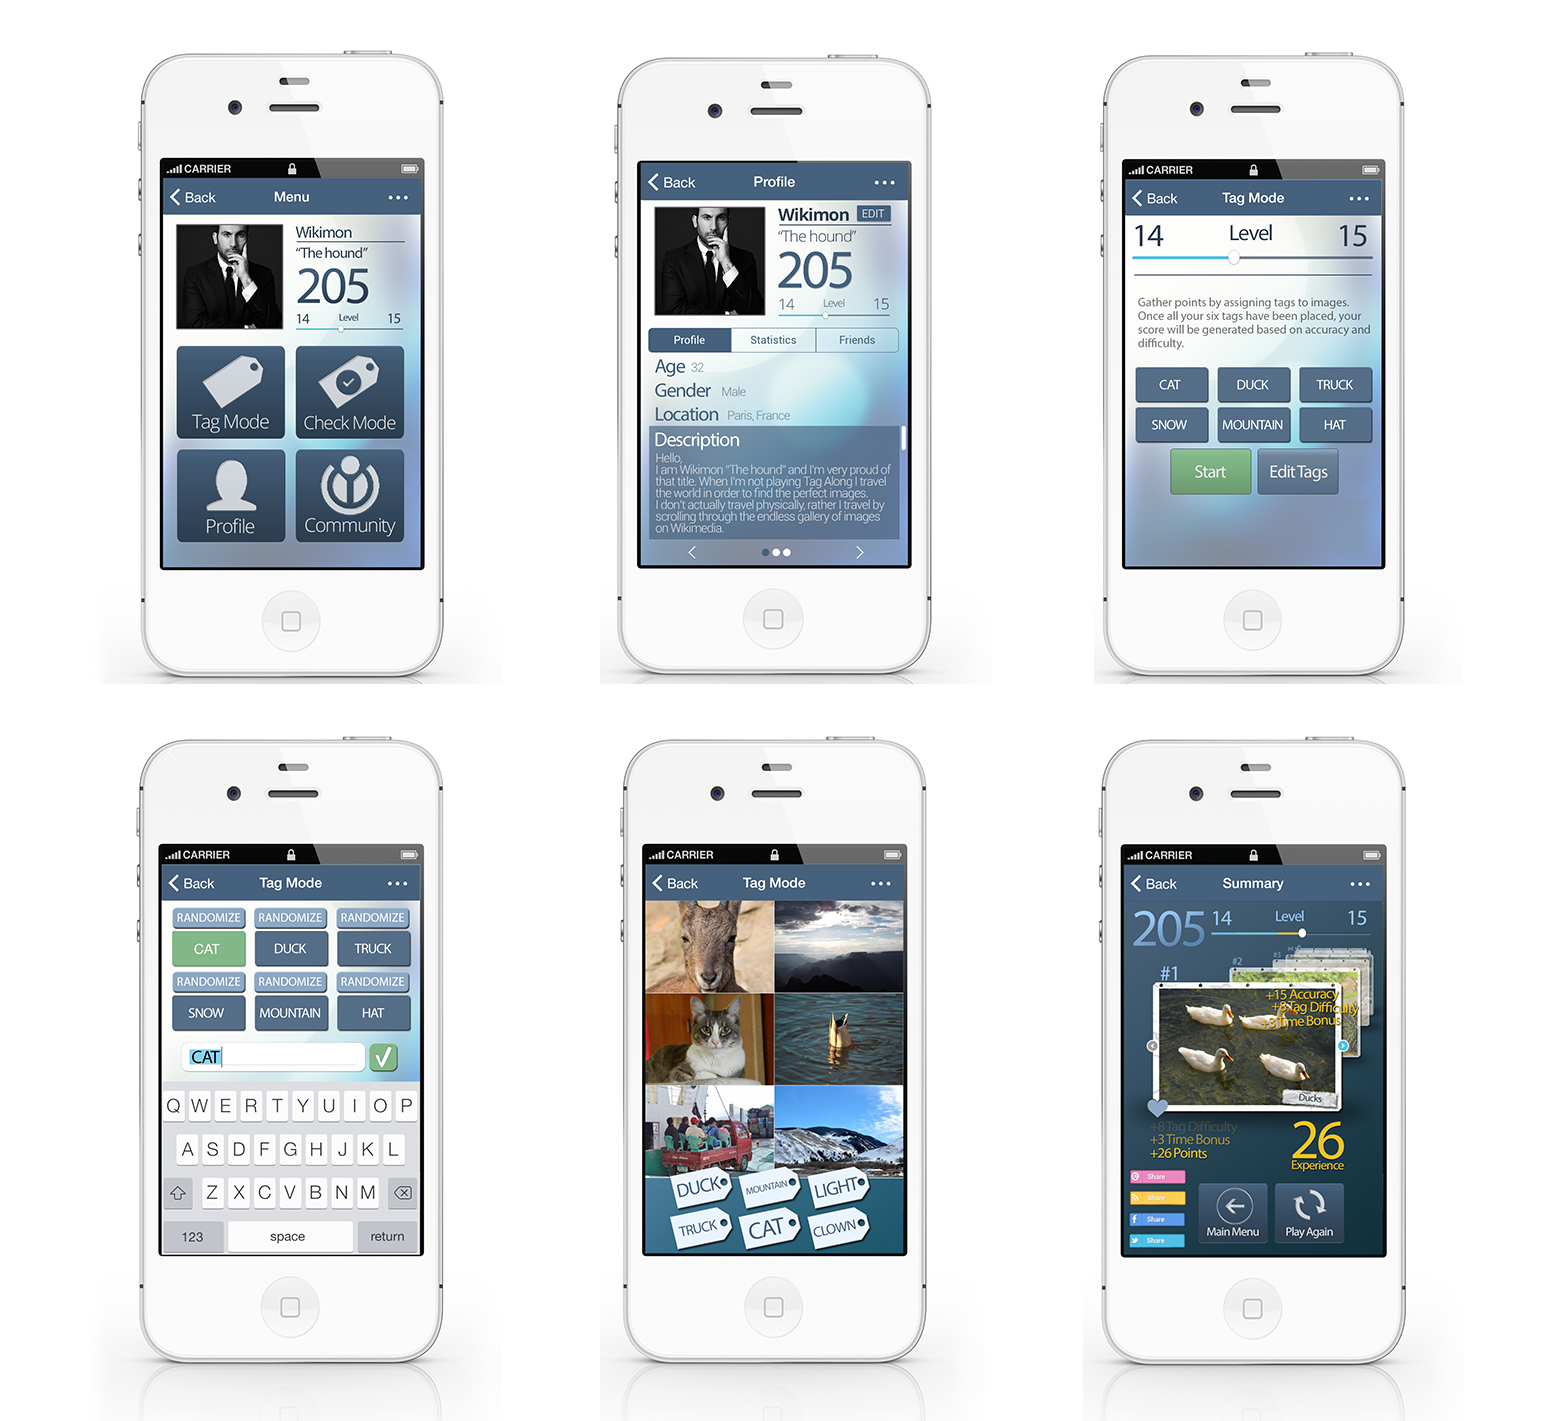 CARRIER
Back Menu
Wikimon
“The hound”
205
14 Level 15
Tag Mode Check Mode
Profile Community
Back Profile
Wikimon EDIT
“The hound”
205
14 Level 15
Profile Statistics Friends
Age 32
Gender Male
Location Paris, France
Description
Hello,
I am Wikimon “The hound” and I'm very proud of
that title. When I'm not playing Tag Along I travel
the world in order to find the perfect images.
I don't actually travel physically, rather I travel by
scrolling through the endless gallery of images
on Wikimedia.
CARRIER
Back Tag Mode
14 Level 15
Gather points by assigning tags to images.
Once all your six tags have been placed, your
score will be generated based on accuracy and
difficulty.
CAT DUCK TRUCK
SNOW MOUNTAIN HAT
Start Edit Tags
CARRIER
Back Tag Mode
RANDOMIZE RANDOMIZE RANDOMIZE
CAT DUCK TRUCK
RANDOMIZE RANDOMIZE RANDOMIZE
SNOW MOUNTAIN HAT
CAT
Q W E R T Y U I O P
A S D F G H J K L
Z X C V B N M
123 space return
CARRIER
Back Tag Mode
DUCK MOUNTAIN LIGHT
TRUCK CAT CLOWN
CARRIER
Back Summary
205 14 Level 15
#1 #2 #3
+15 Accuracy
+8 Tag Difficulty
+3 Time Bonus
Ducks
+8 Tag Difficulty
+3 Time Bonus
+26 Points
26
Experience
Share
Share
Share
Share
Main Menu Play Again